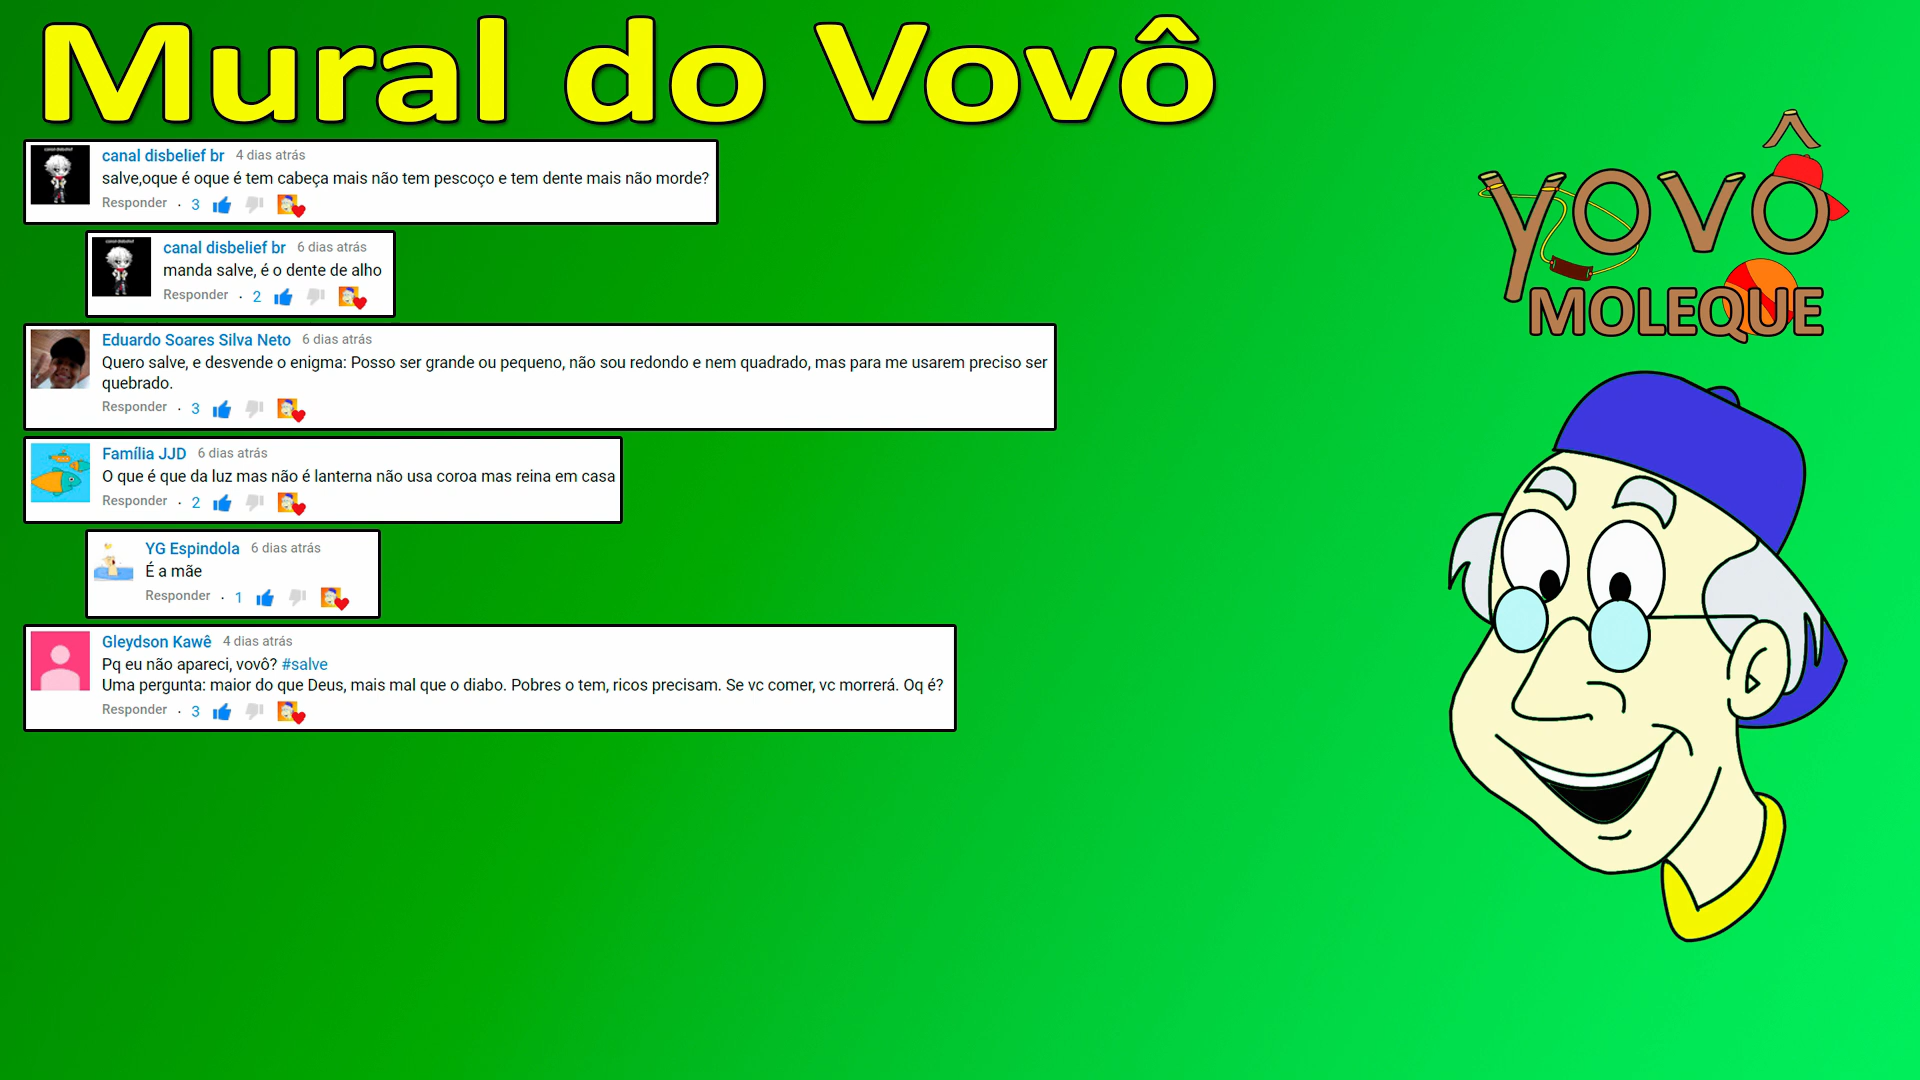 Mural do Vovô
canal disbelief br 4 dias atrás
salve,oque é oque é tem cabeça mais não tem pescoço e tem dente mais não morde?
Responder · 3
canal disbelief br 6 dias atrás
manda salve, é o dente de alho
Responder · 2
Eduardo Soares Silva Neto 6 dias atrás
Quero salve, e desvende o enigma: Posso ser grande ou pequeno, não sou redondo e nem quadrado, mas para me usarem preciso ser
quebrado.
Responder · 3
Família JJD 6 dias atrás
O que é que da luz mas não é lanterna não usa coroa mas reina em casa
Responder · 2
YG Espindola 6 dias atrás
É a mãe
Responder · 1
Gleydson Kawê 4 dias atrás
Pq eu não apareci, vovô? #salve
Uma pergunta: maior do que Deus, mais mal que o diabo. Pobres o tem, ricos precisam. Se vc comer, vc morrerá. Oq é?
Responder · 3
VOVÔ
MOLEQUE